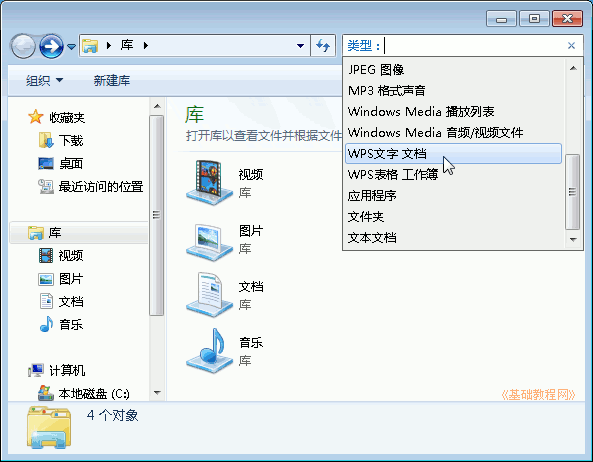 库
类型：
组织
新建库
JPEG 图像
MP3 格式声音
Windows Media 播放列表
Windows Media 音频/视频文件
WPS文字 文档
WPS表格 工作簿
应用程序
文件夹
文本文档
收藏夹
下载
桌面
最近访问的位置
库
视频
图片
文档
音乐
计算机
本地磁盘 (C:)
库
打开库以查看文件并根据文件
视频
库
图片
库
文档
库
音乐
库
《基础教程网》
4 个对象